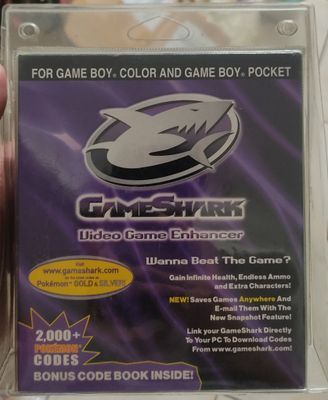 FOR GAME BOY® COLOR AND GAME BOY® POCKET
GAMESHARK
Video Game Enhancer
Wanna Beat The Game?
Gain Infinite Health, Endless Ammo
and Extra Characters!
NEW! Saves Games Anywhere And
E-mail Them With The
New Snapshot Feature!
Link your GameShark Directly
To Your PC To Download Codes
From www.gameshark.com!
Visit
www.gameshark.com
Pokémon GOLD & SILVER!
2,000+
POKÉMON
CODES
BONUS CODE BOOK INSIDE!